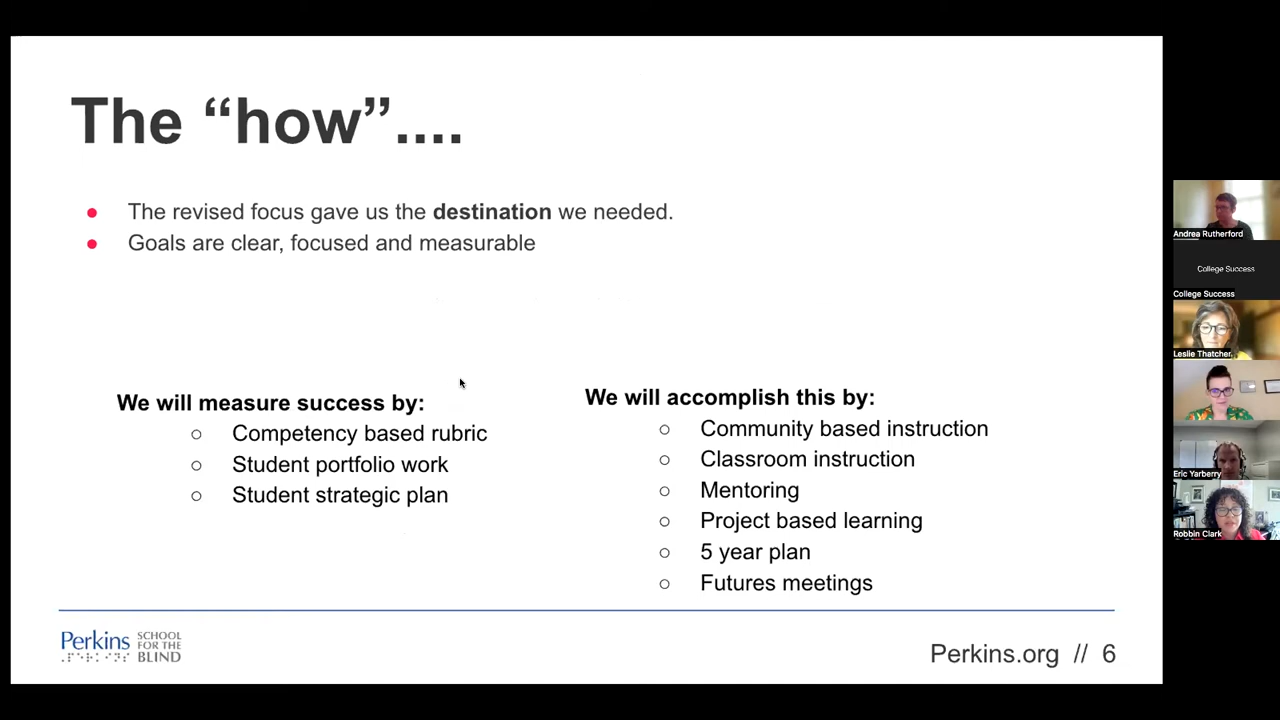 The “how”....
● The revised focus gave us the destination we needed.
● Goals are clear, focused and measurable
We will measure success by:
○ Competency based rubric
○ Student portfolio work
○ Student strategic plan
We will accomplish this by:
○ Community based instruction
○ Classroom instruction
○ Mentoring
○ Project based learning
○ 5 year plan
○ Futures meetings
Perkins SCHOOL FOR THE BLIND
Perkins.org // 6
Andrea Rutherford
College Success
College Success
Leslie Thatcher
Eric Yarberry
Robbin Clark